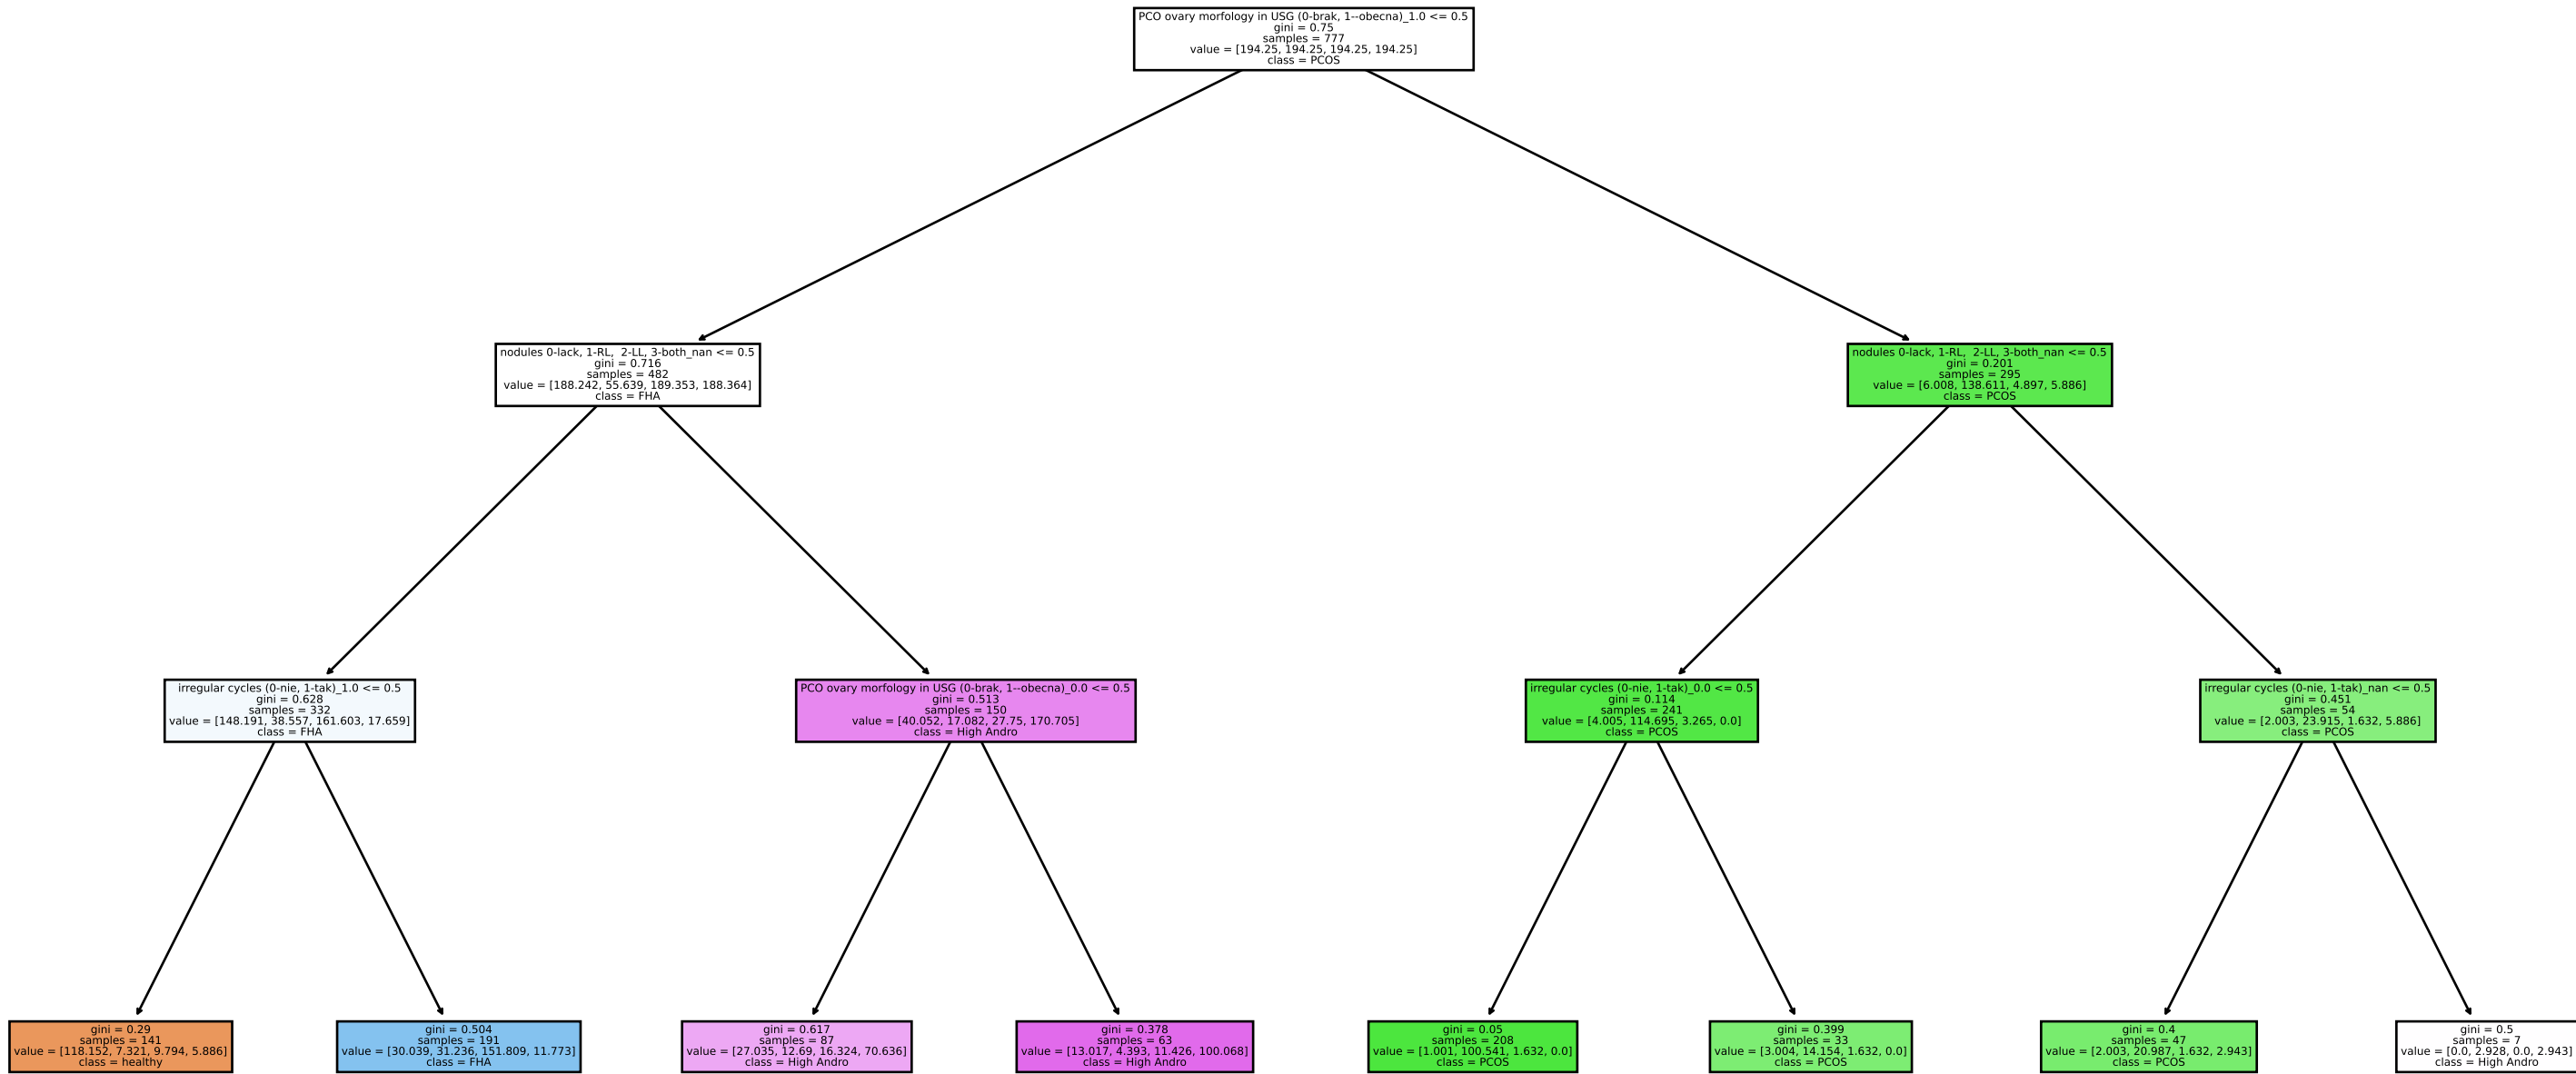 PCO ovary morfology in USG (0-brak, 1--obecna)_1.0 <= 0.5
gini = 0.75
samples = 777
value = [194.25, 194.25, 194.25, 194.25]
class = PCOS
nodules 0-lack, 1-RL,  2-LL, 3-both_nan <= 0.5
gini = 0.716
samples = 482
value = [188.242, 55.639, 189.353, 188.364]
class = FHA
nodules 0-lack, 1-RL,  2-LL, 3-both_nan <= 0.5
gini = 0.201
samples = 295
value = [6.008, 138.611, 4.897, 5.886]
class = PCOS
irregular cycles (0-nie, 1-tak)_1.0 <= 0.5
gini = 0.628
samples = 332
value = [148.191, 38.557, 161.603, 17.659]
class = FHA
PCO ovary morfology in USG (0-brak, 1--obecna)_0.0 <= 0.5
gini = 0.513
samples = 150
value = [40.052, 17.082, 27.75, 170.705]
class = High Andro
irregular cycles (0-nie, 1-tak)_0.0 <= 0.5
gini = 0.114
samples = 241
value = [4.005, 114.695, 3.265, 0.0]
class = PCOS
irregular cycles (0-nie, 1-tak)_nan <= 0.5
gini = 0.451
samples = 54
value = [2.003, 23.915, 1.632, 5.886]
class = PCOS
gini = 0.29
samples = 141
value = [118.152, 7.321, 9.794, 5.886]
class = healthy
gini = 0.504
samples = 191
value = [30.039, 31.236, 151.809, 11.773]
class = FHA
gini = 0.617
samples = 87
value = [27.035, 12.69, 16.324, 70.636]
class = High Andro
gini = 0.378
samples = 63
value = [13.017, 4.393, 11.426, 100.068]
class = High Andro
gini = 0.05
samples = 208
value = [1.001, 100.541, 1.632, 0.0]
class = PCOS
gini = 0.399
samples = 33
value = [3.004, 14.154, 1.632, 0.0]
class = PCOS
gini = 0.4
samples = 47
value = [2.003, 20.987, 1.632, 2.943]
class = PCOS
gini = 0.5
samples = 7
value = [0.0, 2.928, 0.0, 2.943]
class = High Andro